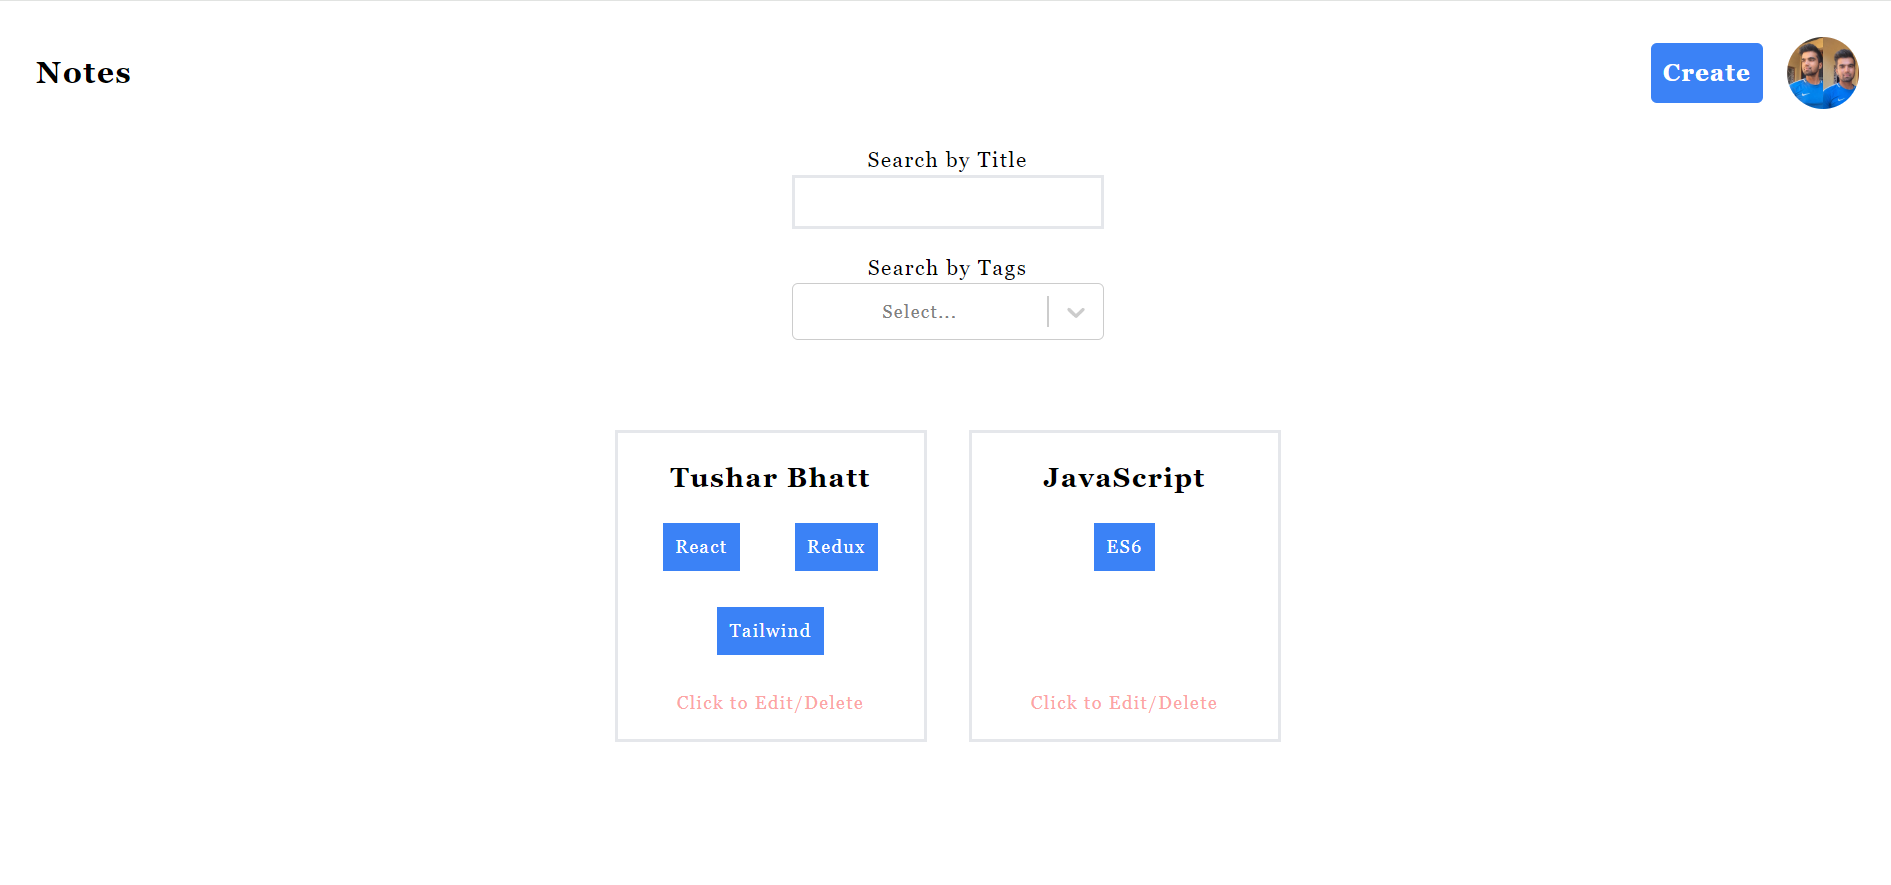 Notes
Create
Search by Title
Search by Tags
Select...
Tushar Bhatt
React Redux
Tailwind
Click to Edit/Delete
JavaScript
ES6
Click to Edit/Delete